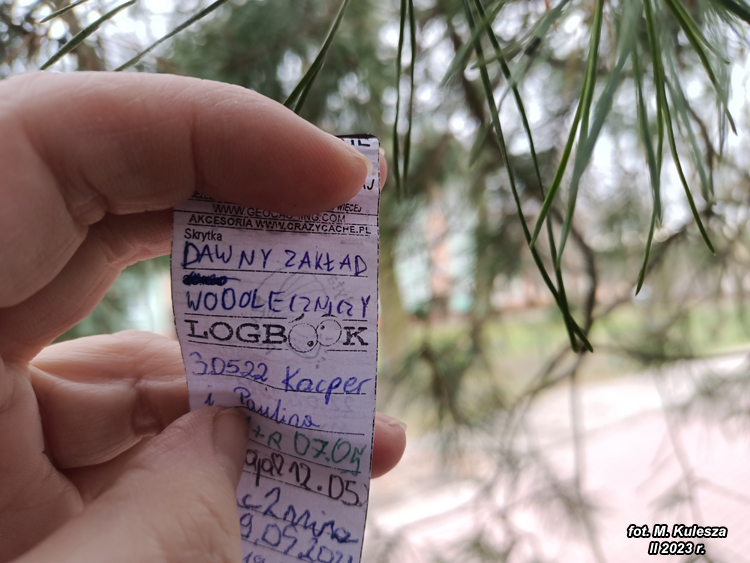 WIĘCEJ
WWW.GEOCACHING.COM
AKCESORIA WWW.CRAZYCACHE.PL
Skrytka
DAWNY ZAKŁAD
WODOLECZNICZY
LOGBOOK
30522 Kacper
i Paulina
07.05
12.05.
fot. M. Kulesza
II 2023 r.